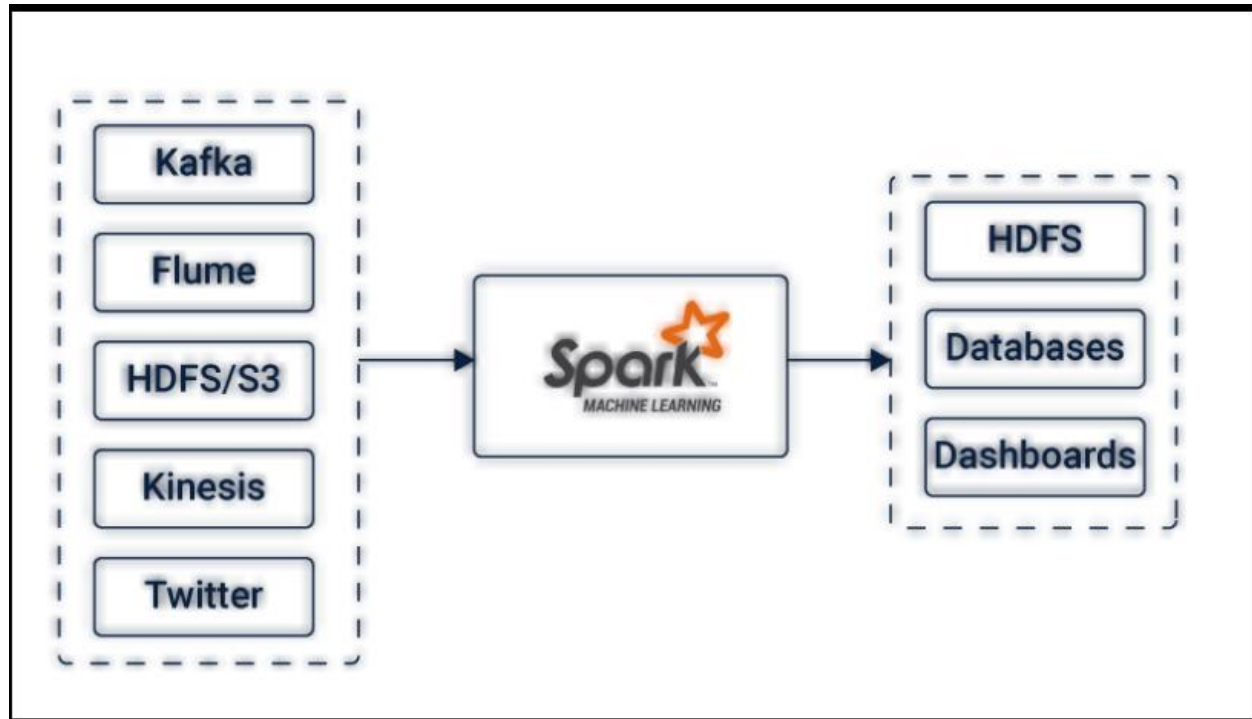 Kafka
Flume
HDFS/S3
Kinesis
Twitter
Spark
MACHINE LEARNING
HDFS
Databases
Dashboards